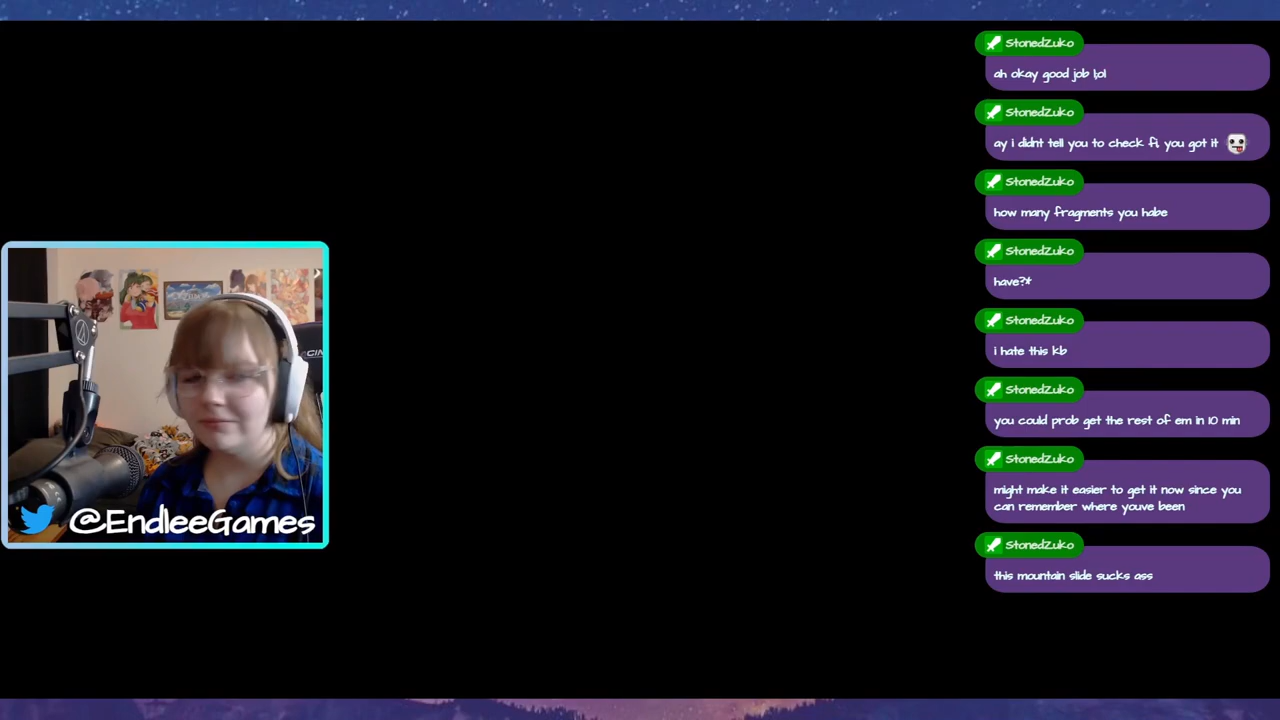 StonedZuko
ah okay good job lol
StonedZuko
ay i didnt tell you to check fi, you got it
StonedZuko
how many fragments you habe
StonedZuko
have?*
StonedZuko
i hate this kb
StonedZuko
you could prob get the rest of em in 10 min
StonedZuko
might make it easier to get it now since you
can remember where youve been
StonedZuko
this mountain slide sucks ass
@EndleeGames